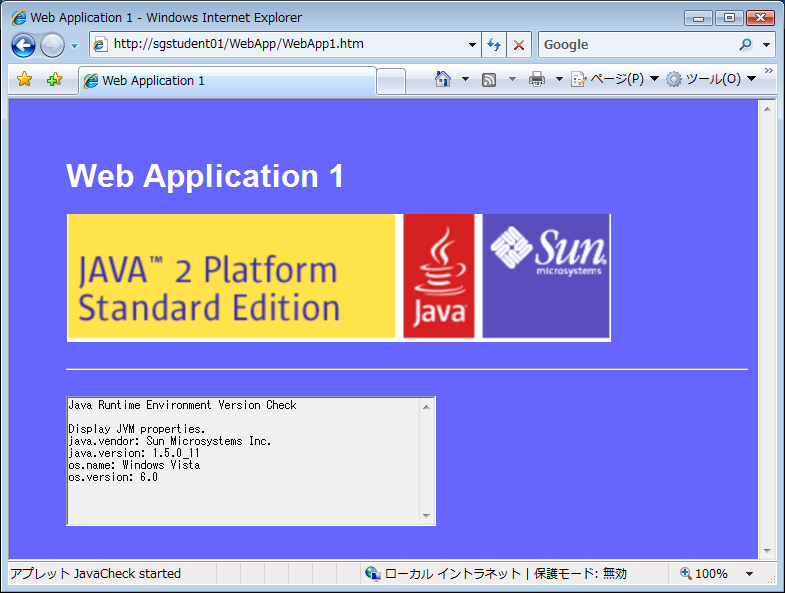 Web Application 1 - Windows Internet Explorer
http://sgstudent01/WebApp/WebApp1.htm
Google
Web Application 1
ページ(P)
ツール(O)
»
Web Application 1
JAVA™ 2 Platform
Standard Edition
Java
Sun
microsystems
Java Runtime Environment Version Check
Display JVM properties.
java.vendor: Sun Microsystems Inc.
java.version: 1.5.0_11
os.name: Windows Vista
os.version: 6.0
アプレット JavaCheck started
ローカル イントラネット | 保護モード: 無効
100%